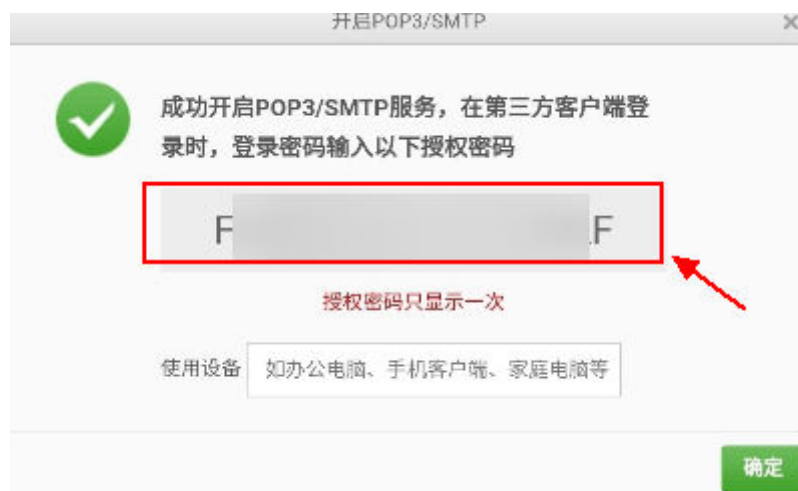 开启POP3/SMTP
成功开启POP3/SMTP服务，在第三方客户端登
录时，登录密码输入以下授权密码
F F
授权密码只显示一次
使用设备 如办公电脑、手机客户端、家庭电脑等
确定